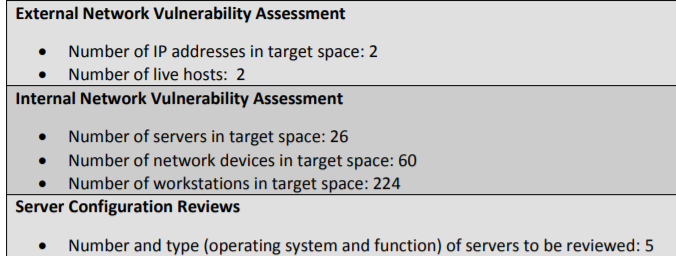 External Network Vulnerability Assessment
• Number of IP addresses in target space: 2
• Number of live hosts: 2
Internal Network Vulnerability Assessment
• Number of servers in target space: 26
• Number of network devices in target space: 60
• Number of workstations in target space: 224
Server Configuration Reviews
• Number and type (operating system and function) of servers to be reviewed: 5